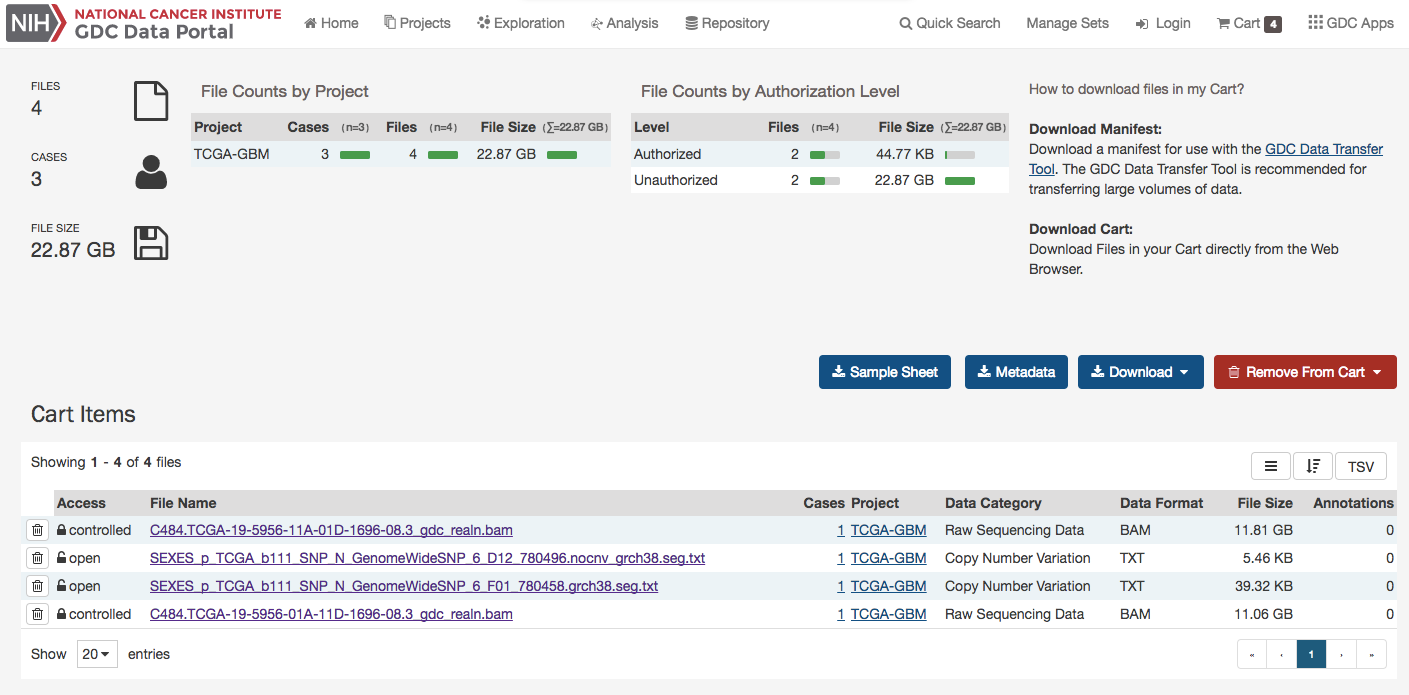 NIH NATIONAL CANCER INSTITUTE
GDC Data Portal
Home Projects Exploration Analysis Repository Quick Search Manage Sets Login Cart 4 GDC Apps
FILES
4
CASES
3
FILE SIZE
22.87 GB
File Counts by Project
Project Cases (n=3) Files (n=4) File Size (∑=22.87 GB)
TCGA-GBM 3 4 22.87 GB
File Counts by Authorization Level
Level Files (n=4) File Size (∑=22.87 GB)
Authorized 2 44.77 KB
Unauthorized 2 22.87 GB
How to download files in my Cart?
Download Manifest:
Download a manifest for use with the GDC Data Transfer
Tool. The GDC Data Transfer Tool is recommended for
transferring large volumes of data.
Download Cart:
Download Files in your Cart directly from the Web
Browser.
Sample Sheet Metadata Download Remove From Cart
Cart Items
Showing 1 - 4 of 4 files
TSV
Access File Name Cases Project Data Category Data Format File Size Annotations
controlled C484.TCGA-19-5956-11A-01D-1696-08.3_gdc_realn.bam 1 TCGA-GBM Raw Sequencing Data BAM 11.81 GB 0
open SEXES_p_TCGA_b111_SNP_N_GenomeWideSNP_6_D12_780496.nocnv_grch38.seg.txt 1 TCGA-GBM Copy Number Variation TXT 5.46 KB 0
open SEXES_p_TCGA_b111_SNP_N_GenomeWideSNP_6_F01_780458.grch38.seg.txt 1 TCGA-GBM Copy Number Variation TXT 39.32 KB 0
controlled C484.TCGA-19-5956-01A-11D-1696-08.3_gdc_realn.bam 1 TCGA-GBM Raw Sequencing Data BAM 11.06 GB 0
Show 20 entries
« ‹ 1 › »